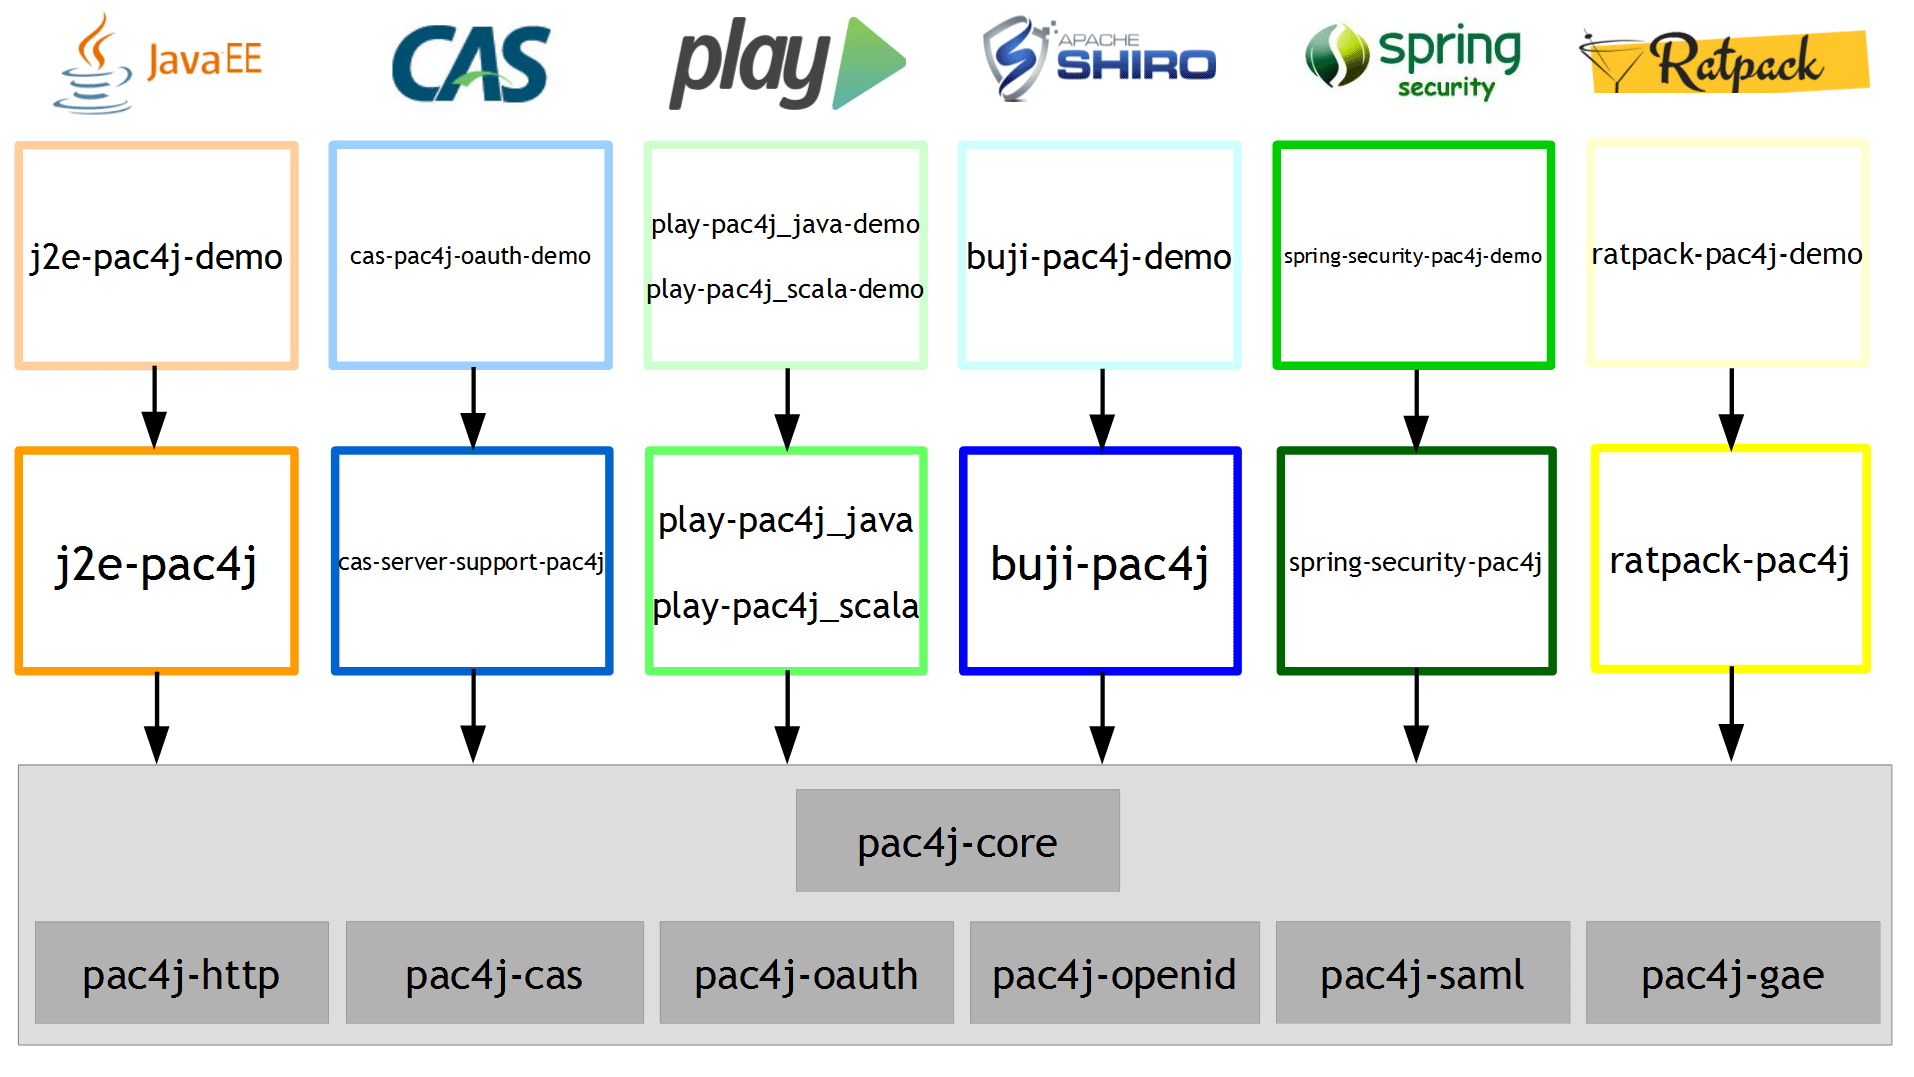 JavaEE
CAS
play
APACHE
SHIRO
spring
security
Ratpack
j2e-pac4j-demo
cas-pac4j-oauth-demo
play-pac4j_java-demo
play-pac4j_scala-demo
buji-pac4j-demo
spring-security-pac4j-demo
ratpack-pac4j-demo
j2e-pac4j
cas-server-support-pac4j
play-pac4j_java
play-pac4j_scala
buji-pac4j
spring-security-pac4j
ratpack-pac4j
pac4j-core
pac4j-http
pac4j-cas
pac4j-oauth
pac4j-openid
pac4j-saml
pac4j-gae